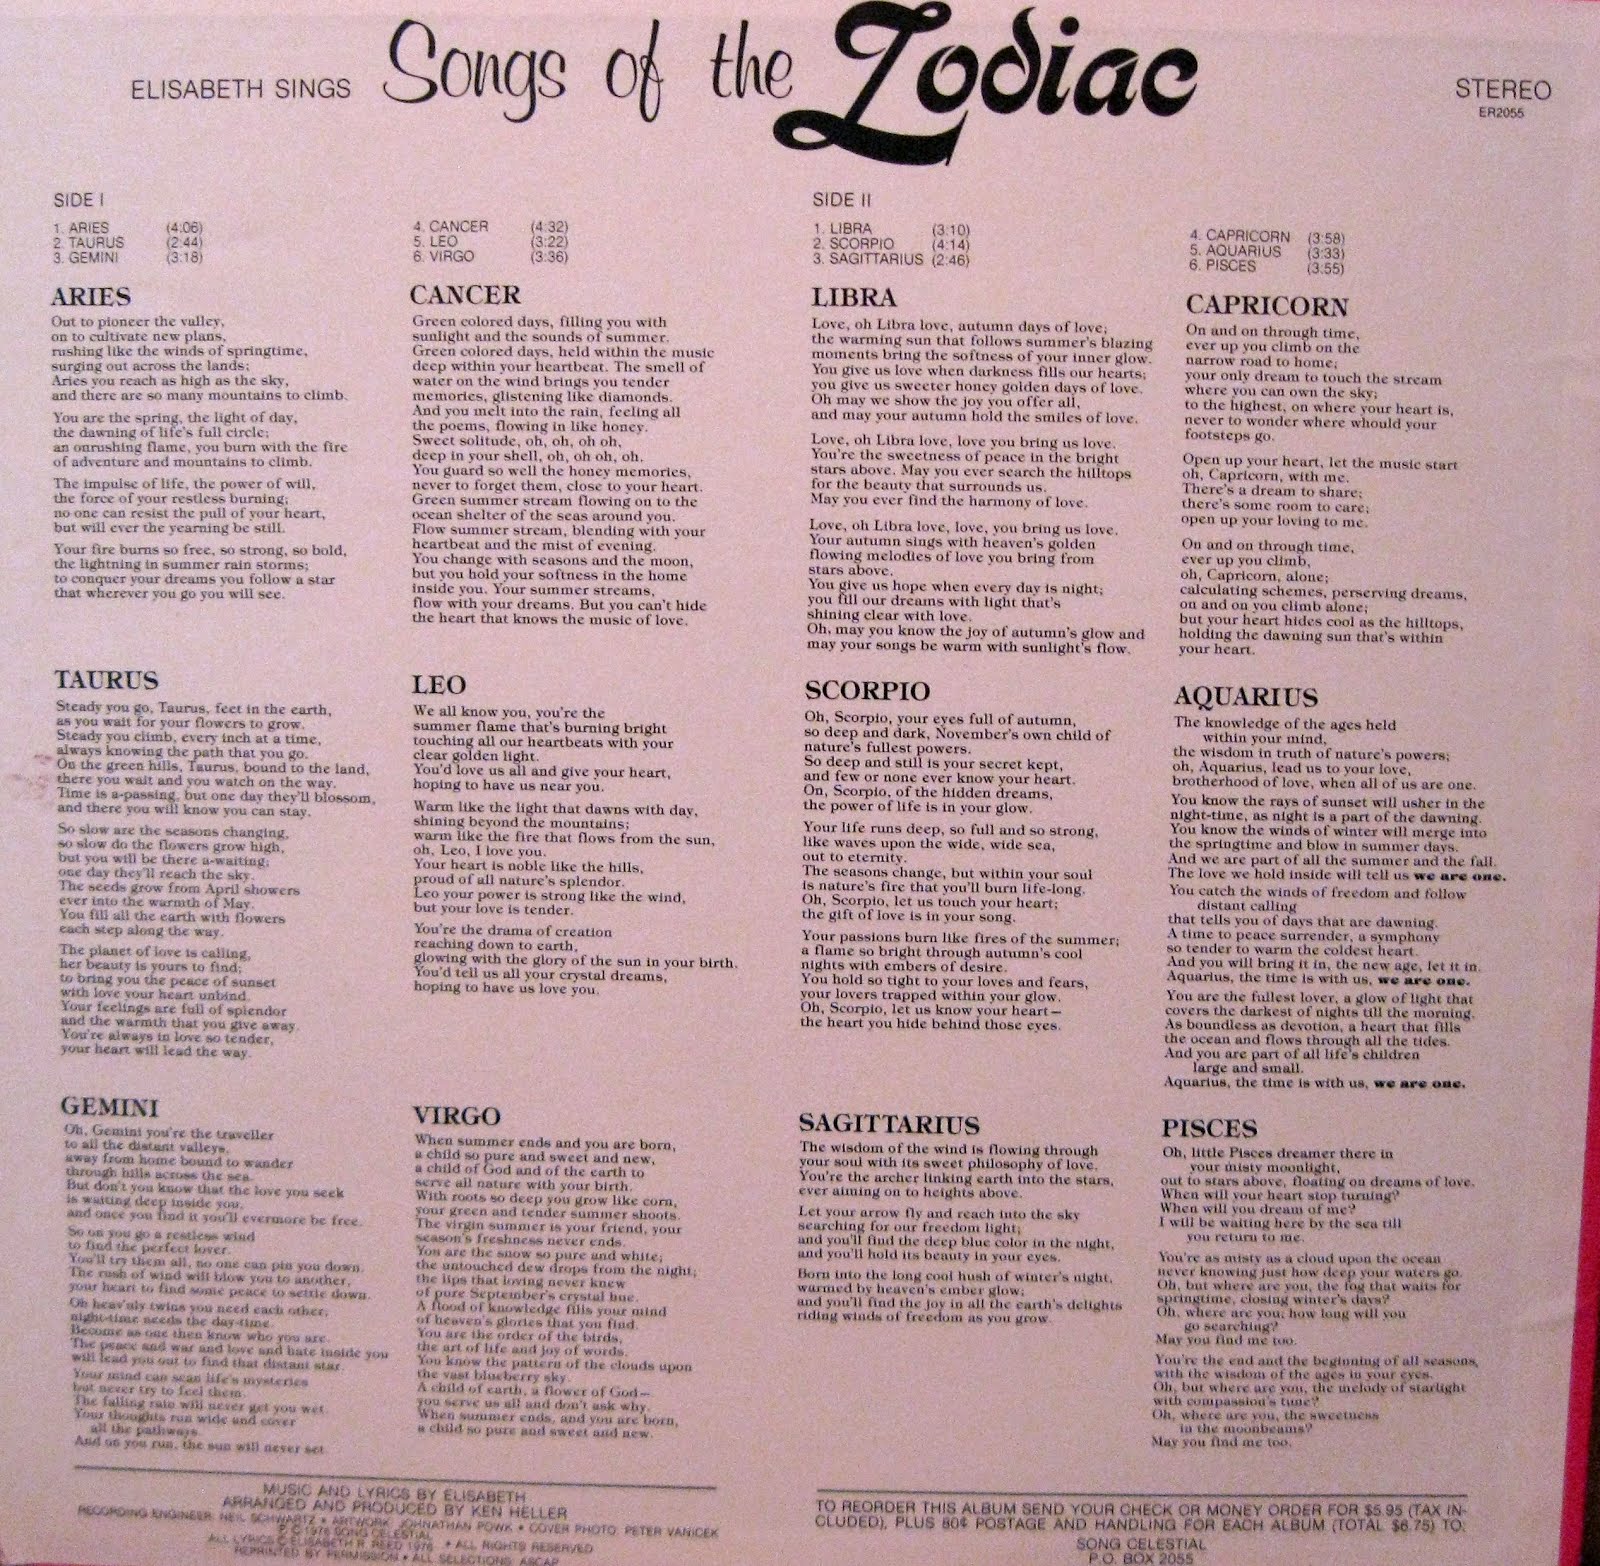 ELISABETH SINGS Songs of the Zodiac
STEREO
ER2055
SIDE I
1. ARIES (4:06)
2. TAURUS (2:44)
3. GEMINI (3:18)
4. CANCER (4:32)
5. LEO (3:22)
6. VIRGO (3:36)
SIDE II
1. LIBRA (3:10)
2. SCORPIO (4:14)
3. SAGITTARIUS (2:46)
4. CAPRICORN (3:58)
5. AQUARIUS (3:33)
6. PISCES (3:55)
ARIES
Out to pioneer the valley,
on to cultivate new plans,
rushing like the winds of springtime,
surging out across the lands;
Aries you reach as high as the sky,
and there are so many mountains to climb.
You are the spring, the light of day,
the dawning of life's full circle;
an onrushing flame, you burn with the fire
of adventure and mountains to climb.
The impulse of life, the power of will,
the force of your restless burning;
no one can resist the pull of your heart,
but will ever the yearning be still.
Your fire burns so free, so strong, so bold,
the lightning in summer rain storms;
to conquer your dreams you follow a star
that wherever you go you will see.
TAURUS
Steady you go, Taurus, feet in the earth,
as you wait for your flowers to grow.
Steady you climb, every inch at a time,
always knowing the path that you go.
On the green hills, Taurus, bound to the land,
there you wait and you watch on the way.
Time is a-passing, but one day they'll blossom,
and there you will know you can stay.
So slow are the seasons changing,
so slow do the flowers grow high,
but you will be there a-waiting;
one day they'll reach the sky.
The seeds grow from April showers
ever into the warmth of May.
You fill all the earth with flowers
each step along the way.
The planet of love is calling,
her beauty is yours to find;
to bring you the peace of sunset
with love your heart unbind.
Your feelings are full of splendor
and the warmth that you give away.
You're always in love so tender,
your heart will lead the way.
GEMINI
Oh, Gemini you're the traveller
to all the distant valleys,
away from home bound to wander
through hills across the sea.
But don't you know that the love you seek
is waiting deep inside you,
and once you find it you'll evermore be free.
So on you go a restless wind
to find the perfect lover.
You'll try them all, no one can pin you down.
The rush of wind will blow you to another,
your heart to find some peace to settle down.
Oh heav'nly twins you need each other,
night-time needs the day-time.
Become as one then know who you are.
The peace and war and love and hate inside you
will lead you out to find that distant star.
Your mind can scan life's mysteries
but never try to feel them.
The falling rain will never get you wet.
Your thoughts run wide and cover
all the pathways.
And on you run, the sun will never set.
CANCER
Green colored days, filling you with
sunlight and the sounds of summer.
Green colored days, held within the music
deep within your heartbeat. The smell of
water on the wind brings you tender
memories, glistening like diamonds.
And you melt into the rain, feeling all
the poems, flowing in like honey.
Sweet solitude, oh, oh, oh oh,
deep in your shell, oh, oh, oh, oh.
You guard so well the honey memories,
never to forget them, close to your heart.
Green summer stream flowing on to the
ocean shelter of the seas around you.
Flow summer stream, blending with your
heartbeat and the mist of evening.
You change with seasons and the moon,
but you hold your softness in the home
inside you. Your summer streams,
flow with your dreams. But you can't hide
the heart that knows the music of love.
LEO
We all know you, you're the
summer flame that's burning bright
touching all our heartbeats with your
clear golden light.
You'd love us all and give your heart,
hoping to have us near you.
Warm like the light that dawns with day,
shining beyond the mountains;
warm like the fire that flows from the sun,
oh, Leo, I love you.
Your heart is noble like the hills,
proud of all nature's splendor.
Leo your power is strong like the wind,
but your love is tender.
You're the drama of creation
reaching down to earth,
glowing with the glory of the sun in your birth.
You'd tell us all your crystal dreams,
hoping to have us love you.
VIRGO
When summer ends and you are born,
a child so pure and sweet and new,
a child of God and of the earth to
serve all nature with your birth.
With roots so deep you grow like corn,
your green and tender summer shoots.
The virgin summer is your friend, your
season's freshness never ends.
You are the snow so pure and white;
the untouched dew drops from the night;
the lips that loving never knew
of pure September's crystal hue.
A flood of knowledge fills your mind
of heaven's glories that you find.
You are the order of the birds,
the art of life and joy of words.
You know the pattern of the clouds upon
the vast blueberry sky.
A child of earth, a flower of God—
you serve us all and don't ask why.
When summer ends, and you are born,
a child so pure and sweet and new.
LIBRA
Love, oh Libra love, autumn days of love;
the warming sun that follows summer's blazing
moments bring the softness of your inner glow.
You give us love when darkness fills our hearts;
you give us sweeter honey golden days of love.
Oh may we show the joy you offer all,
and may your autumn hold the smiles of love.
Love, oh Libra love, love you bring us love.
You're the sweetness of peace in the bright
stars above. May you ever search the hilltops
for the beauty that surrounds us.
May you ever find the harmony of love.
Love, oh Libra love, love, you bring us love.
Your autumn sings with heaven's golden
flowing melodies of love you bring from
stars above.
You give us hope when every day is night;
you fill our dreams with light that's
shining clear with love.
Oh, may you know the joy of autumn's glow and
may your songs be warm with sunlight's flow.
SCORPIO
Oh, Scorpio, your eyes full of autumn,
so deep and dark, November's own child of
nature's fullest powers.
So deep and still is your secret kept,
and few or none ever know your heart.
On, Scorpio, of the hidden dreams,
the power of life is in your glow.
Your life runs deep, so full and so strong,
like waves upon the wide, wide sea,
out to eternity.
The seasons change, but within your soul
is nature's fire that you'll burn life-long.
Oh, Scorpio, let us touch your heart;
the gift of love is in your song.
Your passions burn like fires of the summer;
a flame so bright through autumn's cool
nights with embers of desire.
You hold so tight to your loves and fears,
your lovers trapped within your glow.
Oh, Scorpio, let us know your heart—
the heart you hide behind those eyes.
SAGITTARIUS
The wisdom of the wind is flowing through
your soul with its sweet philosophy of love.
You're the archer linking earth into the stars,
ever aiming on to heights above.
Let your arrow fly and reach into the sky
searching for our freedom light;
and you'll find the deep blue color in the night,
and you'll hold its beauty in your eyes.
Born into the long cool hush of winter's night,
warmed by heaven's ember glow;
and you'll find the joy in all the earth's delights
riding winds of freedom as you grow.
CAPRICORN
On and on through time,
ever up you climb on the
narrow road to home;
your only dream to touch the stream
where you can own the sky;
to the highest, on where your heart is,
never to wonder where whould your
footsteps go.
Open up your heart, let the music start
oh, Capricorn, with me.
There's a dream to share;
there's some room to care;
open up your loving to me.
On and on through time,
ever up you climb,
oh, Capricorn, alone;
calculating schemes, perserving dreams,
on and on you climb alone;
but your heart hides cool as the hilltops,
holding the dawning sun that's within
your heart.
AQUARIUS
The knowledge of the ages held
within your mind,
the wisdom in truth of nature's powers;
oh, Aquarius, lead us to your love,
brotherhood of love, when all of us are one.
You know the rays of sunset will usher in the
night-time, as night is a part of the dawning.
You know the winds of winter will merge into
the springtime and blow in summer days.
And we are part of all the summer and the fall.
The love we hold inside will tell us we are one.
You catch the winds of freedom and follow
distant calling
that tells you of days that are dawning.
A time to peace surrender, a symphony
so tender to warm the coldest heart.
And you will bring it in, the new age, let it in.
Aquarius, the time is with us, we are one.
You are the fullest lover, a glow of light that
covers the darkest of nights till the morning.
As boundless as devotion, a heart that fills
the ocean and flows through all the tides.
And you are part of all life's children
large and small.
Aquarius, the time is with us, we are one.
PISCES
Oh, little Pisces dreamer there in
your misty moonlight,
out to stars above, floating on dreams of love.
When will your heart stop turning?
When will you dream of me?
I will be waiting here by the sea till
you return to me.
You're as misty as a cloud upon the ocean
never knowing just how deep your waters go.
Oh, but where are you, the fog that waits for
springtime, closing winter's days?
Oh, where are you, how long will you
go searching?
May you find me too.
You're the end and the beginning of all seasons,
with the wisdom of the ages in your eyes.
Oh, but where are you, the melody of starlight
with compassion's time?
Oh, where are you, the sweetness
in the moonbeams?
May you find me too.
MUSIC AND LYRICS BY ELISABETH
ARRANGED AND PRODUCED BY KEN HELLER
RECORDING ENGINEER: NEIL SCHWARTZ • ARTWORK: JOHNATHAN POWK • COVER PHOTO: PETER VANICEK
P © 1976 SONG CELESTIAL
ALL LYRICS © ELISABETH R. REED 1976 • ALL RIGHTS RESERVED
REPRINTED BY PERMISSION • ALL SELECTIONS: ASCAP
TO REORDER THIS ALBUM SEND YOUR CHECK OR MONEY ORDER FOR $5.95 (TAX IN-
CLUDED), PLUS 80¢ POSTAGE AND HANDLING FOR EACH ALBUM (TOTAL $6.75) TO:
SONG CELESTIAL
P.O. BOX 2055